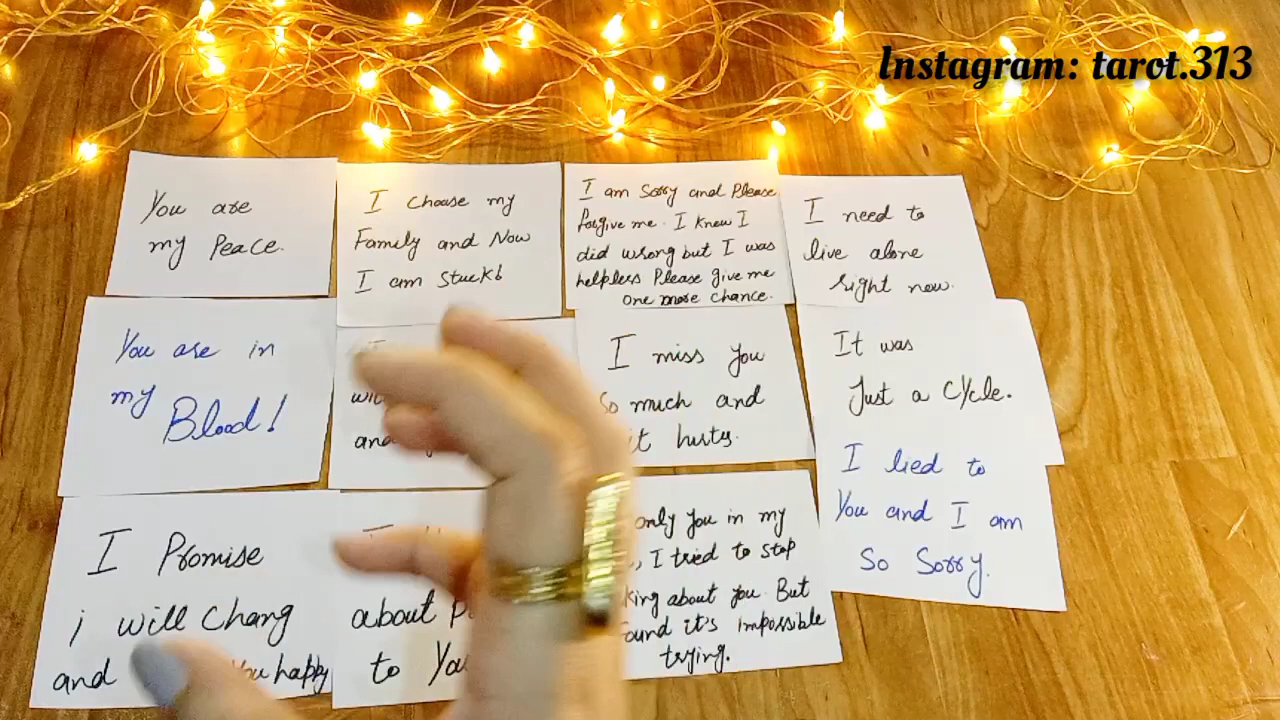 Instagram: tarot.313
You are
my Peace.
I choose my
Family and Now
I am stuck!
I am Sorry and Please
forgive me. I know I
did wrong but I was
helpless Please give me
one more chance.
I need to
live alone
right now.
You are in
my
Blood!
and
I miss you
So much and
it hurts.
It was
Just a Cycle.
I lied to
You and I am
So Sorry.
I Promise
i will Chang
and you happy
about
to You
only you in my
I tried to stop
about you. But
it's impossible
trying.